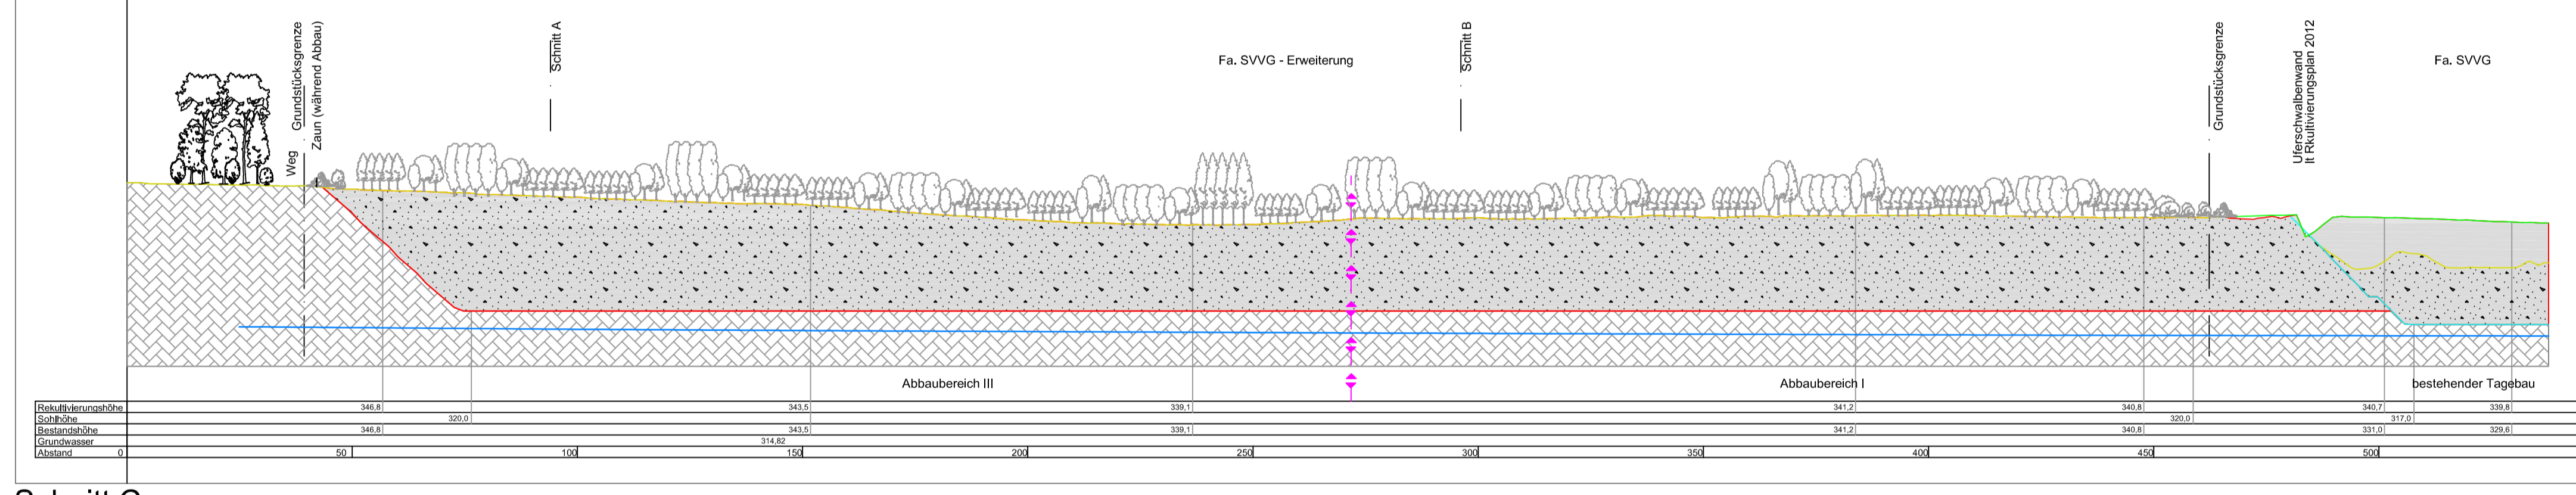 Grundstücksgrenze
Zaun (während Abbau)
Weg
Schnitt A
Fa. SVVG - Erweiterung
Schnitt B
Grundstücksgrenze
Uferschwalbenwand
lt Rkultivierungsplan 2012
Fa. SVVG
Abbaubereich III
Abbaubereich I
bestehender Tagebau
Rekultivierungshöhe 346,8 343,5 339,1 341,2 340,8 340,7 339,8
Sohlhöhe 320,0 320,0 317,0
Bestandshöhe 346,8 343,5 339,1 341,2 340,8 331,0 329,6
Grundwasser 314,82
Abstand 0 50 100 150 200 250 300 350 400 450 500